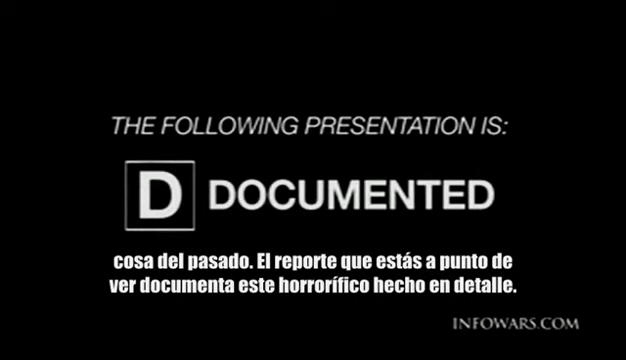 THE FOLLOWING PRESENTATION IS:
D DOCUMENTED
cosa del pasado. El reporte que estás a punto de
ver documenta este horrorífico hecho en detalle.
INFOWARS.COM